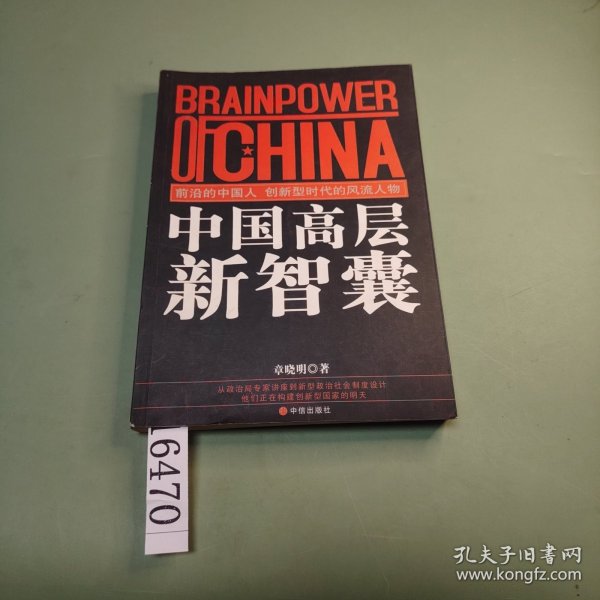 BRAINPOWER
OF CHINA
前沿的中国人 创新型时代的风流人物
中国高层
新智囊
章晓明◎著
从政治局专家讲座到新型政治社会制度设计
他们正在构建创新型国家的明天
中信出版社
16470
孔夫子旧书网
www.kongfz.com